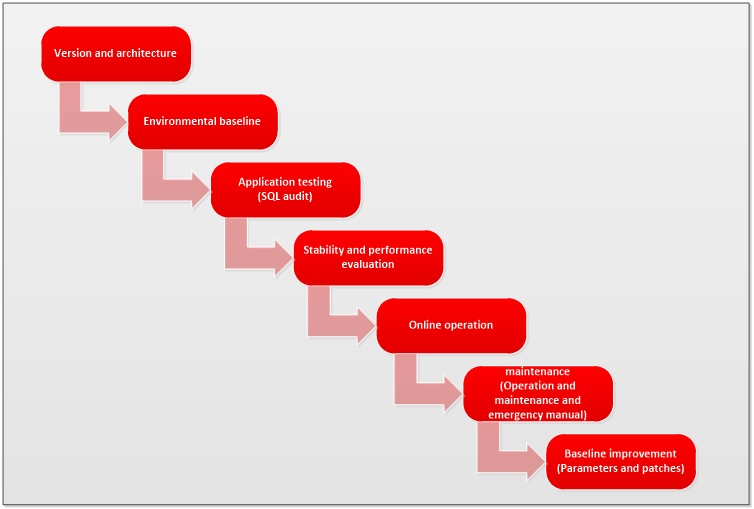 Version and architecture
Environmental baseline
Application testing
(SQL audit)
Stability and performance
evaluation
Online operation
maintenance
(Operation and
maintenance and
emergency manual)
Baseline improvement
(Parameters and patches)